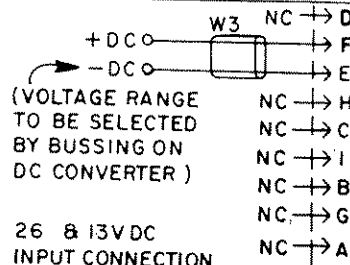 NC D
W3
+DC F
-DC E
(VOLTAGE RANGE NC H
TO BE SELECTED NC C
BY BUSSING ON NC I
DC CONVERTER) NC B
NC G
26 & 13VDC NC A
INPUT CONNECTION